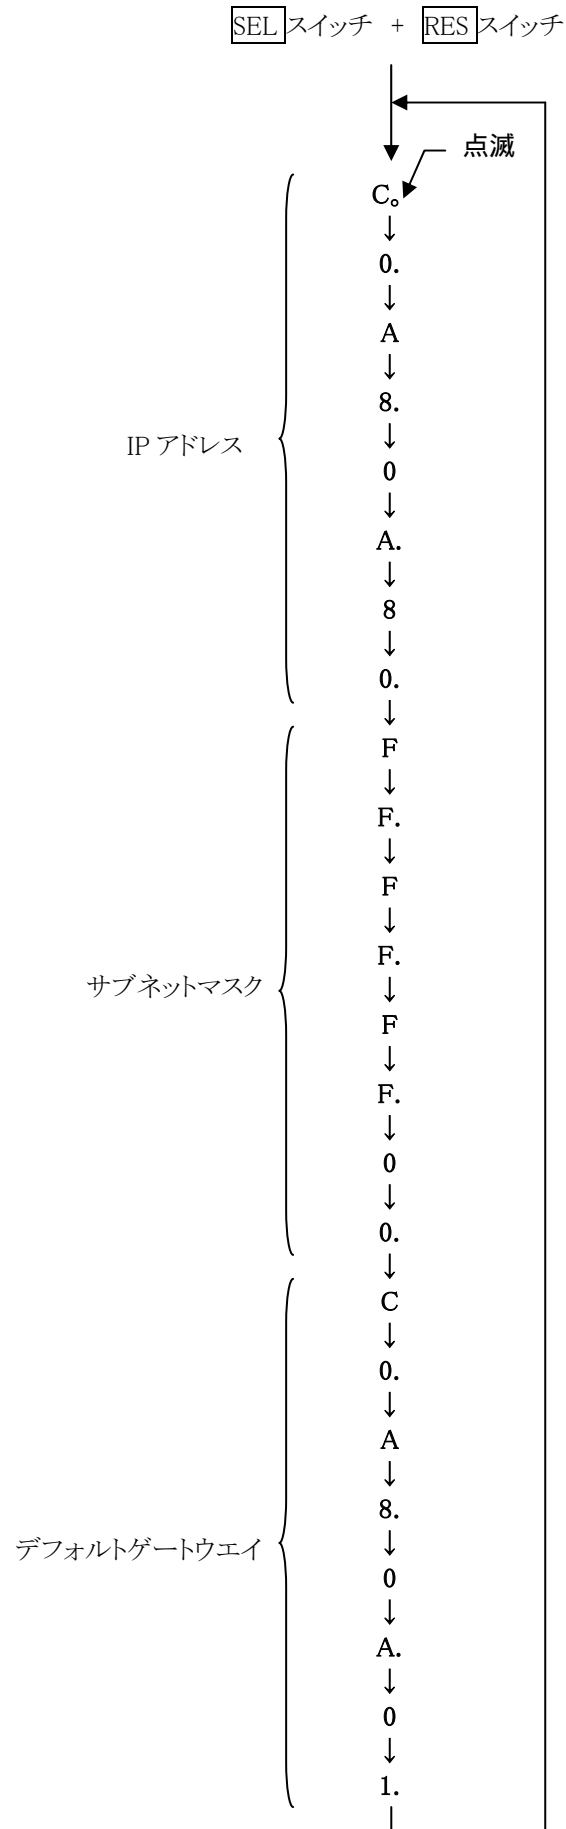 SEL スイッチ + RES スイッチ
点滅
C。
↓
0.
↓
A
↓
8.
↓
IP アドレス
0
↓
A.
↓
8
↓
0.
↓
F
↓
F.
↓
F
↓
F.
↓
サブネットマスク
F
↓
F.
↓
0
↓
0.
↓
C
↓
0.
↓
A
↓
8.
↓
デフォルトゲートウエイ
0
↓
A.
↓
0
↓
1.